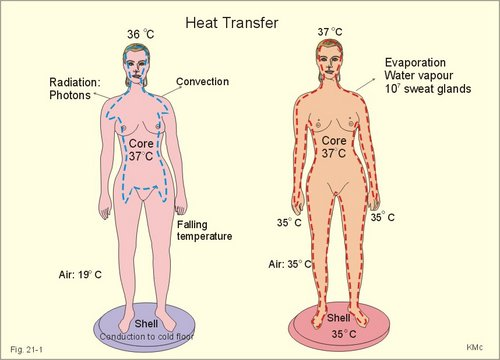 Heat Transfer
36 °C
Radiation:
Photons
Convection
Core
37°C
Falling
temperature
Air: 19° C
Shell
Conduction to cold floor
Fig. 21-1
37°C
Evaporation
Water vapour
10⁷ sweat glands
Core
37°C
35° C
35° C
Air: 35° C
Shell
35° C
KMc